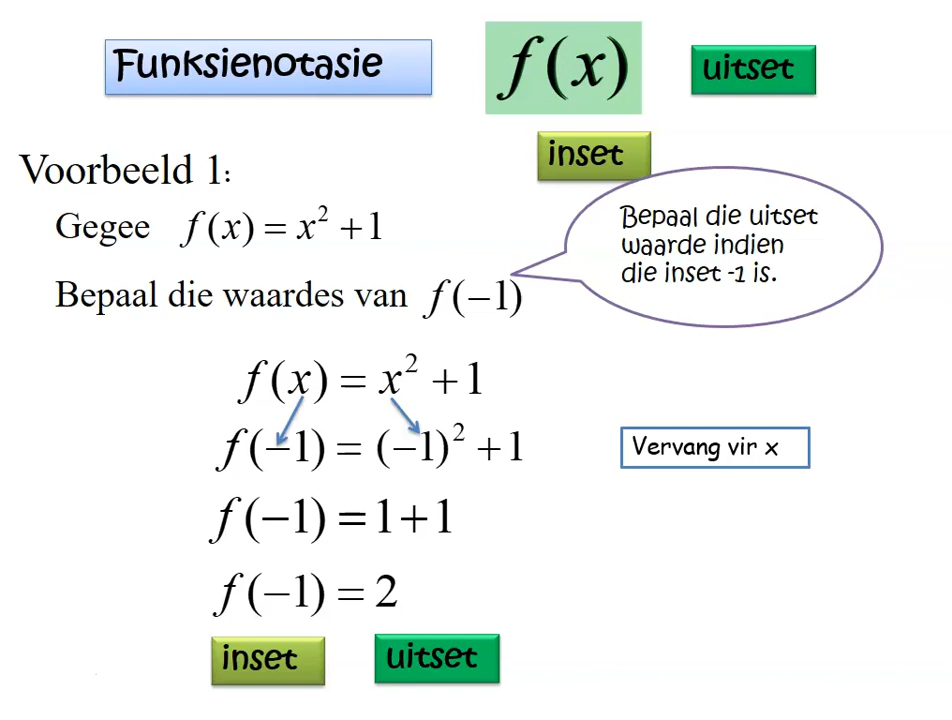 Funksienotasie
f(x)
uitset
inset
Voorbeeld 1:
Gegee f(x) = x² + 1
Bepaal die uitset
waarde indien
die inset -1 is.
Bepaal die waardes van f(−1)
f(x) = x² + 1
f(−1) = (−1)² + 1
Vervang vir x
f(−1) = 1 + 1
f(−1) = 2
inset
uitset